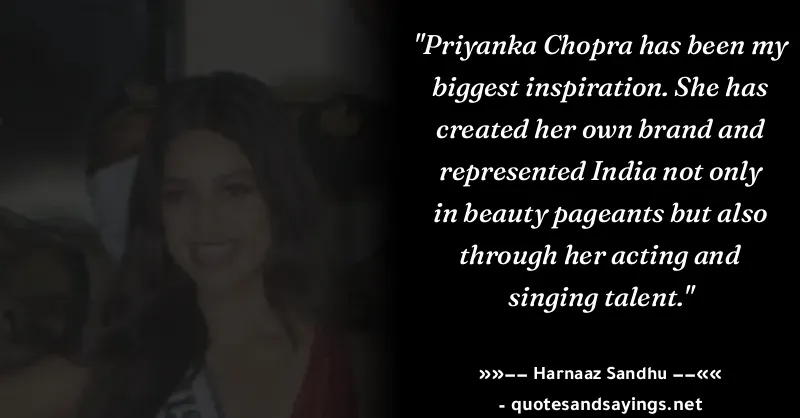 "Priyanka Chopra has been my
biggest inspiration. She has
created her own brand and
represented India not only
in beauty pageants but also
through her acting and
singing talent."
»»−− Harnaaz Sandhu −−««
- quotesandsayings.net